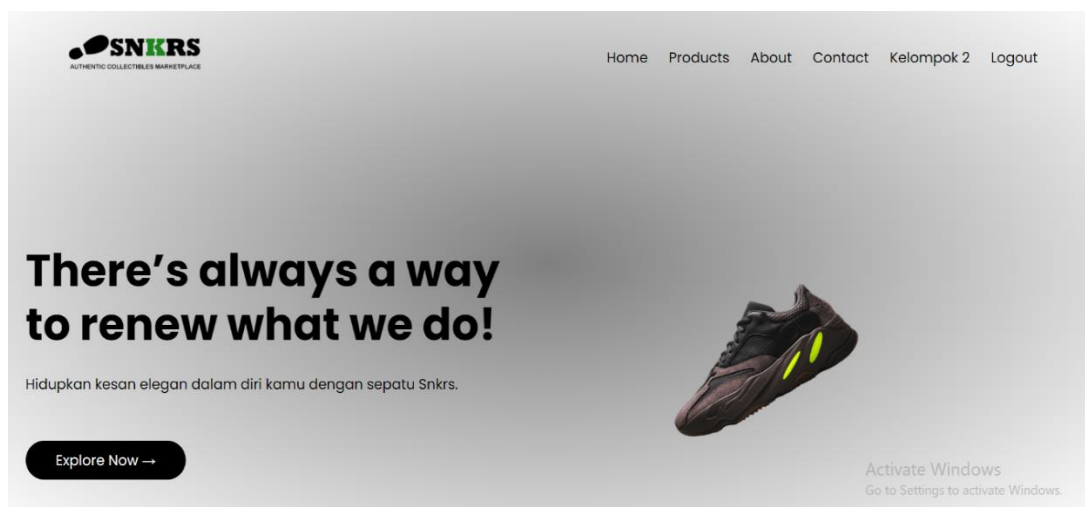 SNKRS
AUTHENTIC COLLECTIBLES MARKETPLACE
Home Products About Contact Kelompok 2 Logout
There’s always a way
to renew what we do!
Hidupkan kesan elegan dalam diri kamu dengan sepatu Snkrs.
Explore Now →
Activate Windows
Go to Settings to activate Windows.